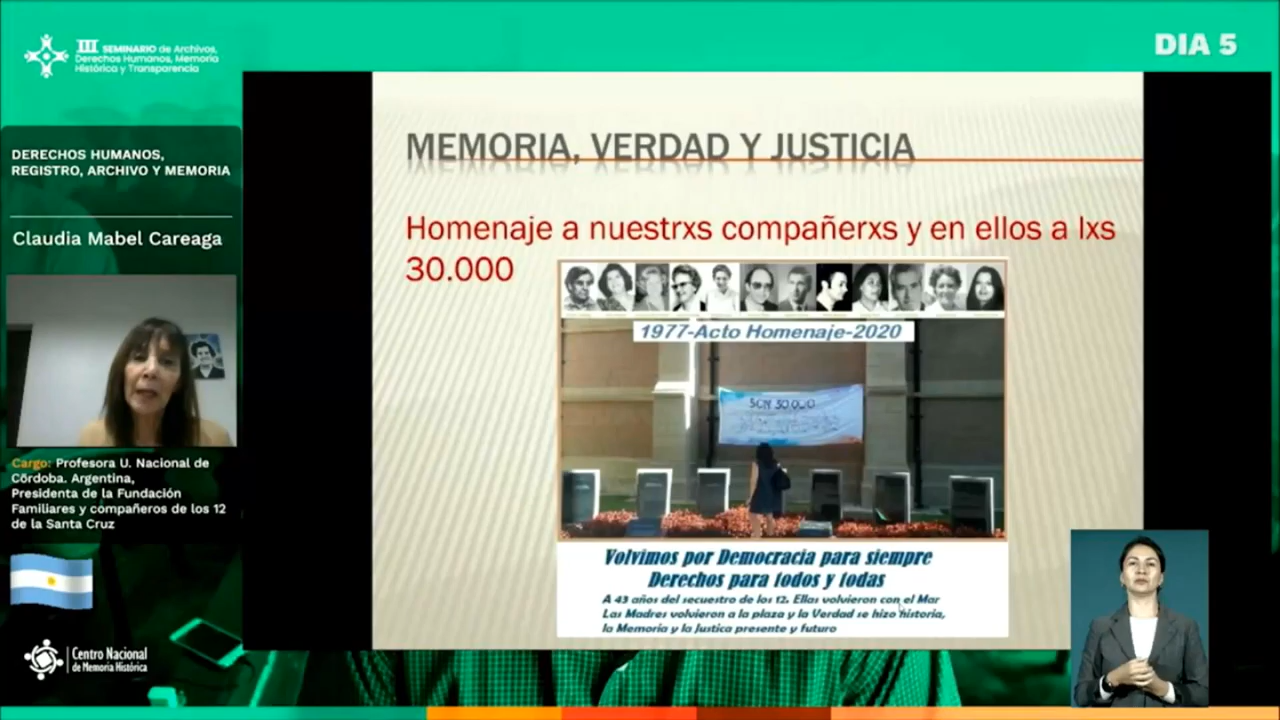 III SEMINARIO de Archivos,
Derechos Humanos, Memoria
Histórica y Transparencia
DIA 5
DERECHOS HUMANOS,
REGISTRO, ARCHIVO Y MEMORIA
Claudia Mabel Careaga
Cargo: Profesora U. Nacional de
Córdoba. Argentina,
Presidenta de la Fundación
Familiares y compañeros de los 12
de la Santa Cruz
Centro Nacional
de Memoria Histórica
MEMORIA, VERDAD Y JUSTICIA
Homenaje a nuestrxs compañerxs y en ellos a lxs
30.000
1977-Acto Homenaje-2020
SON 30.000
Volvimos por Democracia para siempre
Derechos para todos y todas
A 43 años del secuestro de los 12. Ellas volvieron con el Mar
Las Madres volvieron a la plaza y la Verdad se hizo historia,
la Memoria y la Justica presente y futuro